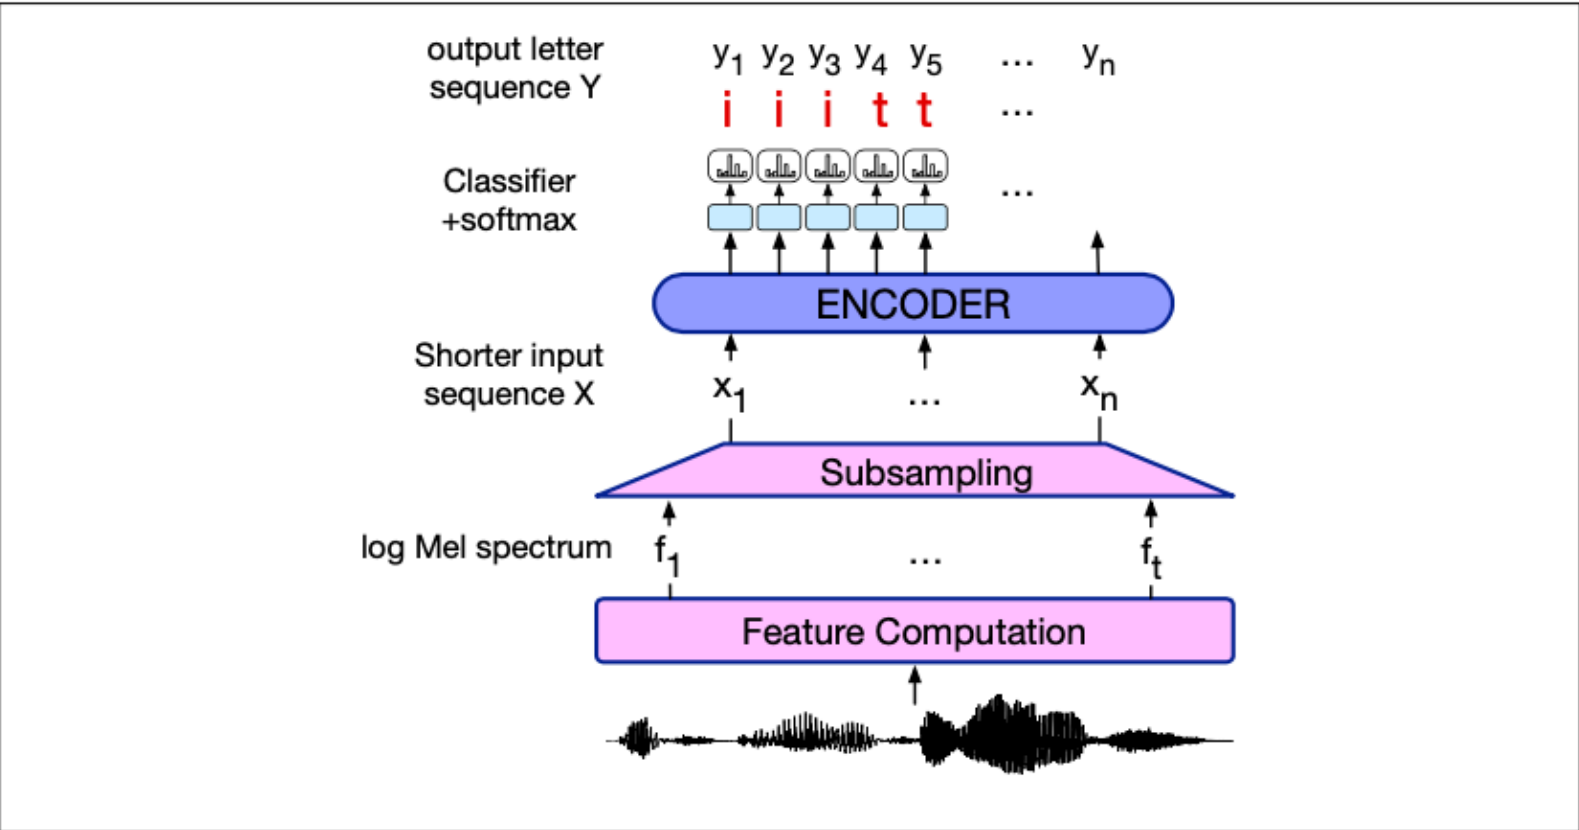 output letter sequence Y
y1 y2 y3 y4 y5 ... yn
i i i t t ...
Classifier +softmax
...
ENCODER
Shorter input sequence X
x1 ... xn
Subsampling
log Mel spectrum
f1 ... ft
Feature Computation